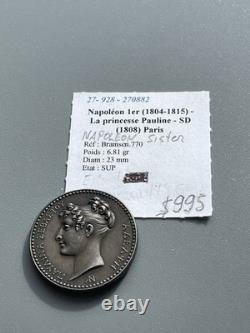 27- 928 - 270882
Napoléon 1er (1804-1815) -
La princesse Pauline - SD
(1808) Paris
NAPOLEON Sister
Réf : Bramsen.770
Poids : 6.81 gr
Diam : 23 mm
Etat : SUP
$995
N